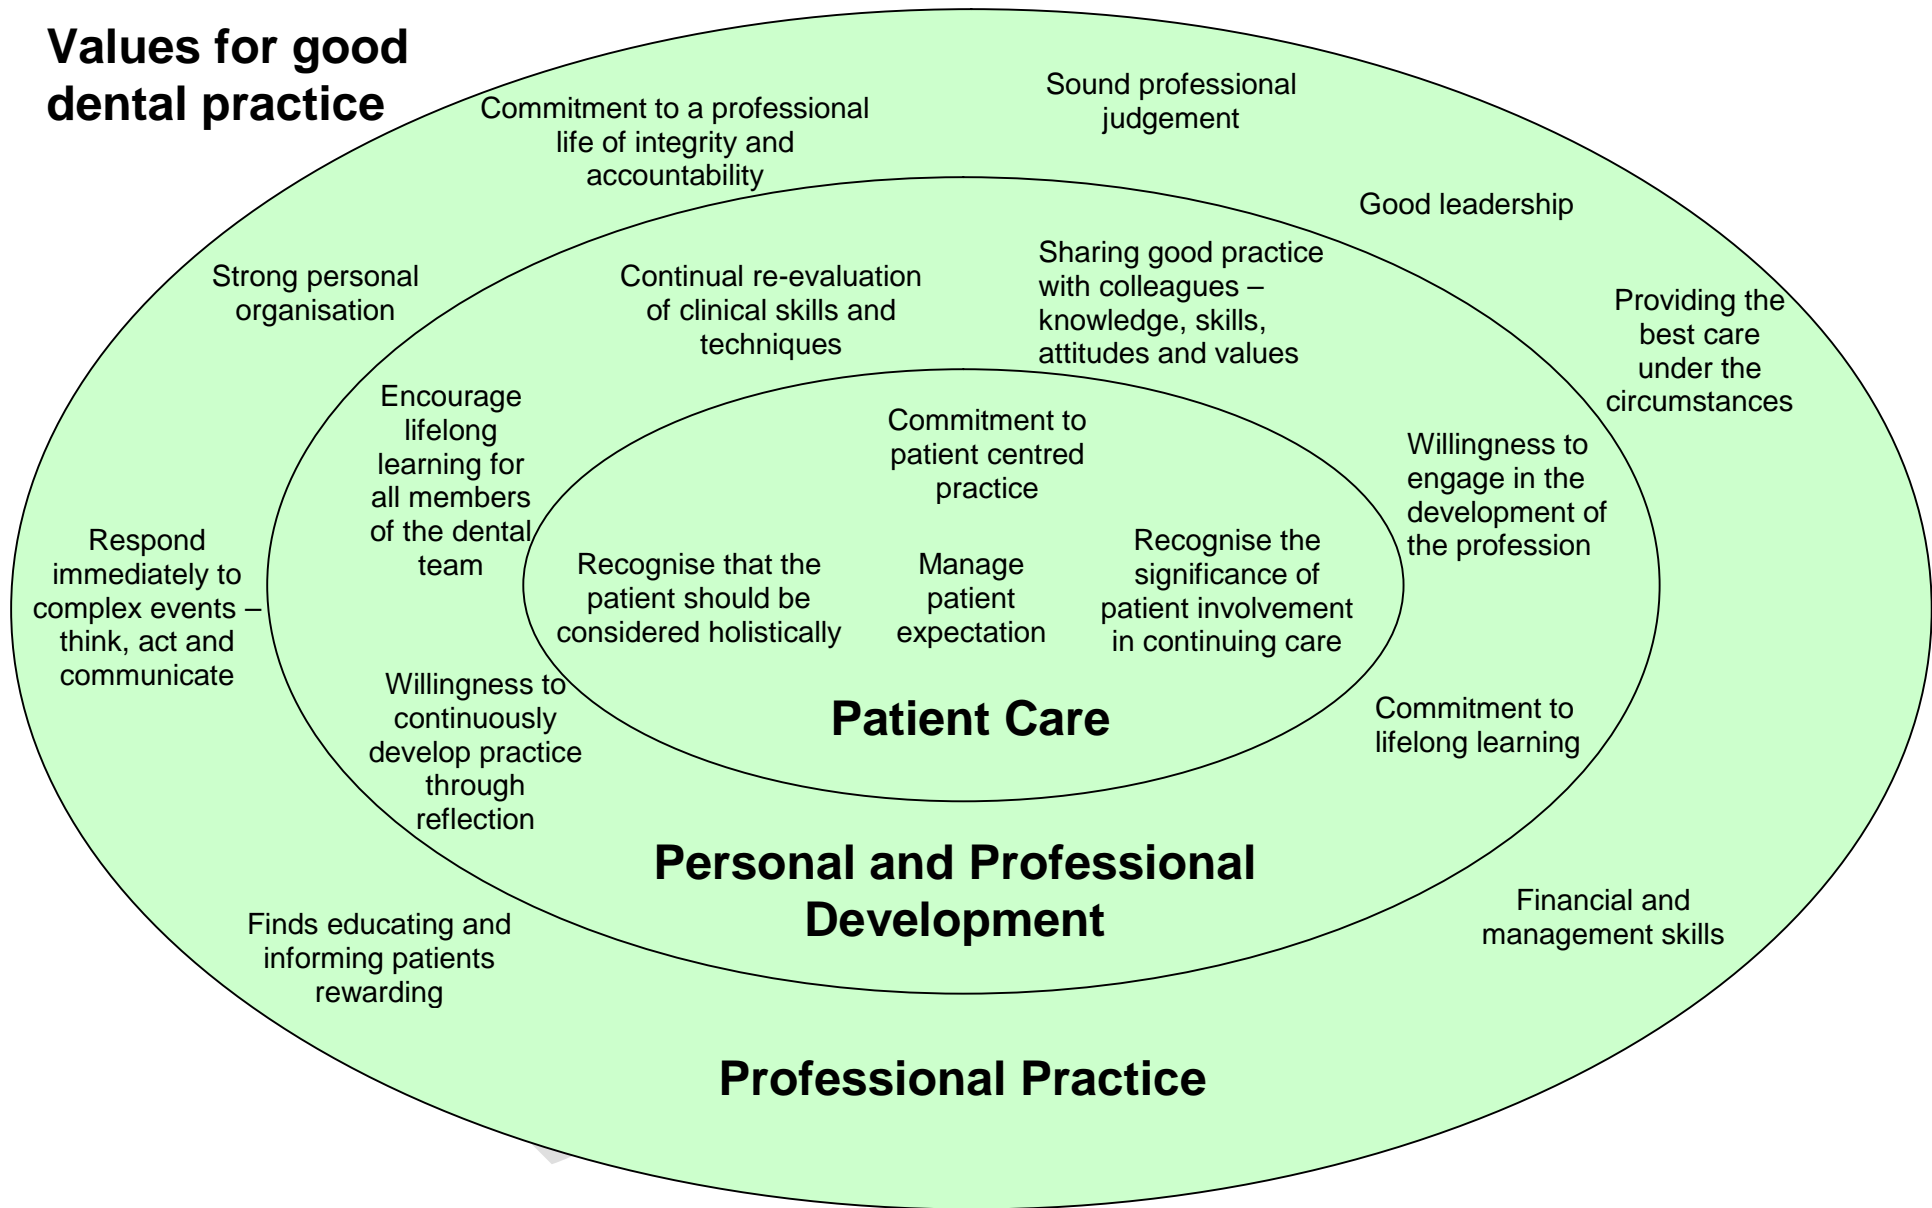 Values for good
dental practice
Commitment to a professional
life of integrity and
accountability
Sound professional
judgement
Good leadership
Strong personal
organisation
Continual re-evaluation
of clinical skills and
techniques
Sharing good practice
with colleagues –
knowledge, skills,
attitudes and values
Providing the
best care
under the
circumstances
Encourage
lifelong
learning for
all members
of the dental
team
Commitment to
patient centred
practice
Willingness to
engage in the
development of
the profession
Respond
immediately to
complex events –
think, act and
communicate
Recognise that the
patient should be
considered holistically
Manage
patient
expectation
Recognise the
significance of
patient involvement
in continuing care
Willingness to
continuously
develop practice
through
reflection
Patient Care
Commitment to
lifelong learning
Personal and Professional
Development
Finds educating and
informing patients
rewarding
Financial and
management skills
Professional Practice